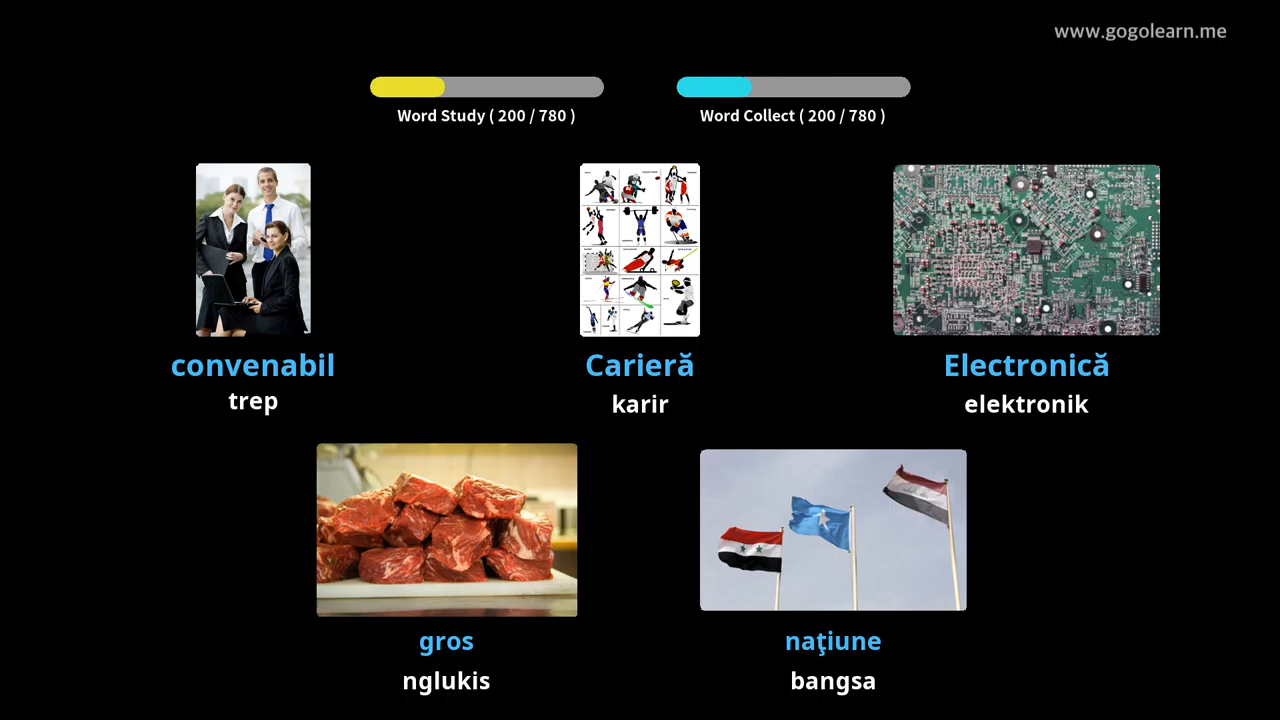 www.gogolearn.me
Word Study ( 200 / 780 )
Word Collect ( 200 / 780 )
convenabil
trep
Carieră
karir
Electronică
elektronik
gros
nglukis
naţiune
bangsa